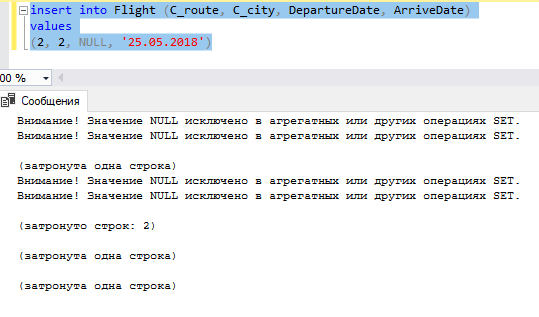 insert into Flight (C_route, C_city, DepartureDate, ArriveDate)
values
(2, 2, NULL, '25.05.2018')
00 %
Сообщения
Внимание! Значение NULL исключено в агрегатных или других операциях SET.
Внимание! Значение NULL исключено в агрегатных или других операциях SET.
(затронута одна строка)
Внимание! Значение NULL исключено в агрегатных или других операциях SET.
Внимание! Значение NULL исключено в агрегатных или других операциях SET.
(затронуто строк: 2)
(затронута одна строка)
(затронута одна строка)